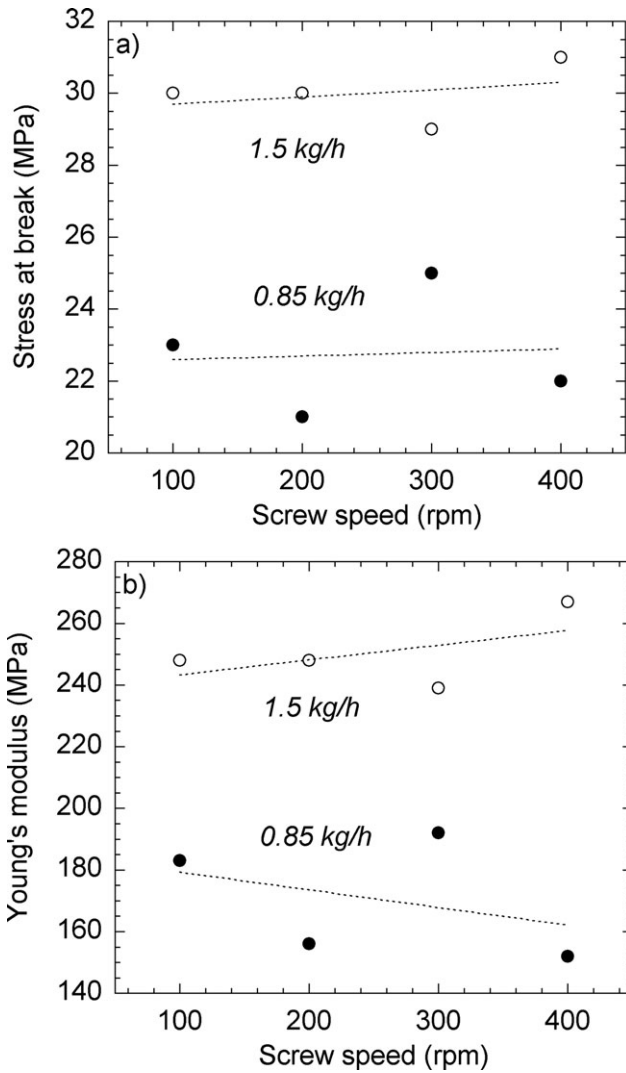 a)
Stress at break (MPa)
32
30
28
26
24
22
20
1.5 kg/h
0.85 kg/h
100 200 300 400
Screw speed (rpm)
b)
Young's modulus (MPa)
280
260
240
220
200
180
160
140
1.5 kg/h
0.85 kg/h
100 200 300 400
Screw speed (rpm)